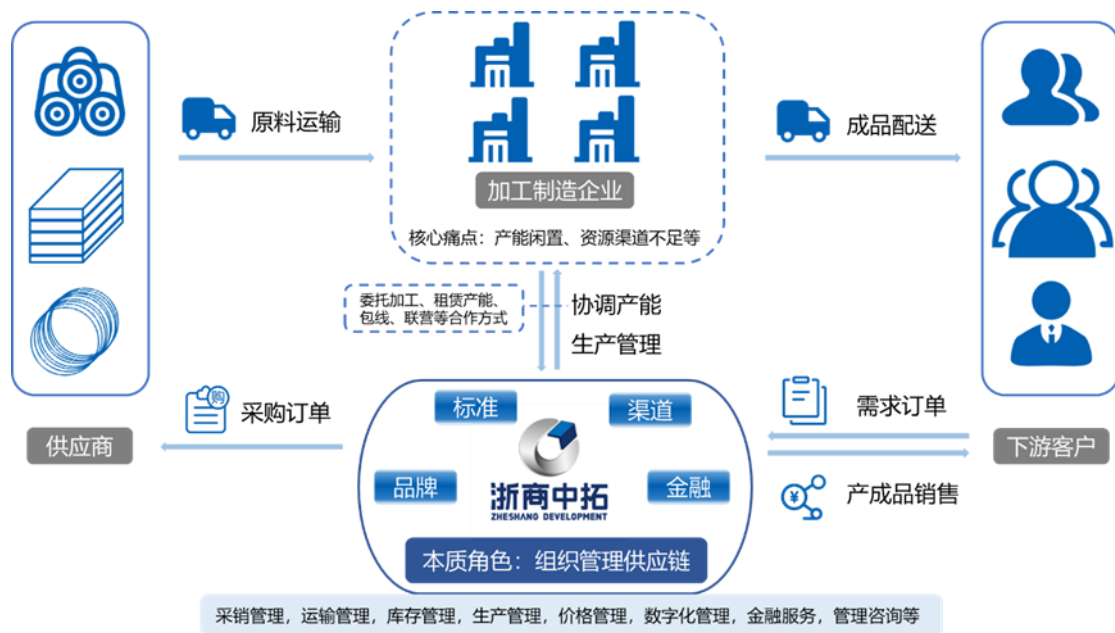 原料运输
成品配送
加工制造企业
核心痛点：产能闲置、资源渠道不足等
委托加工、租赁产能、
包线、联营等合作方式
协调产能
生产管理
购
采购订单
供应商
标准
渠道
品牌
金融
浙商中拓
ZHESHANG DEVELOPMENT
本质角色：组织管理供应链
需求订单
下游客户
¥
产成品销售
采销管理，运输管理，库存管理，生产管理，价格管理，数字化管理，金融服务，管理咨询等